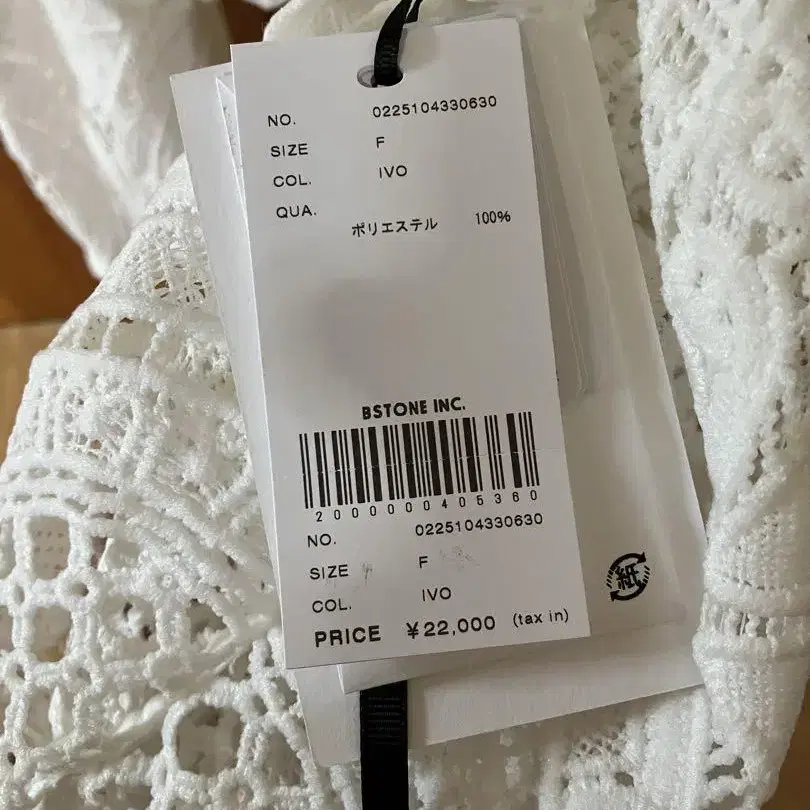 NO. 0225104330630
SIZE F
COL. IVO
QUA.
ポリエステル 100%
BSTONE INC.
2000000405360
NO. 0225104330630
SIZE F
COL. IVO
PRICE ¥22,000 (tax in)
紙